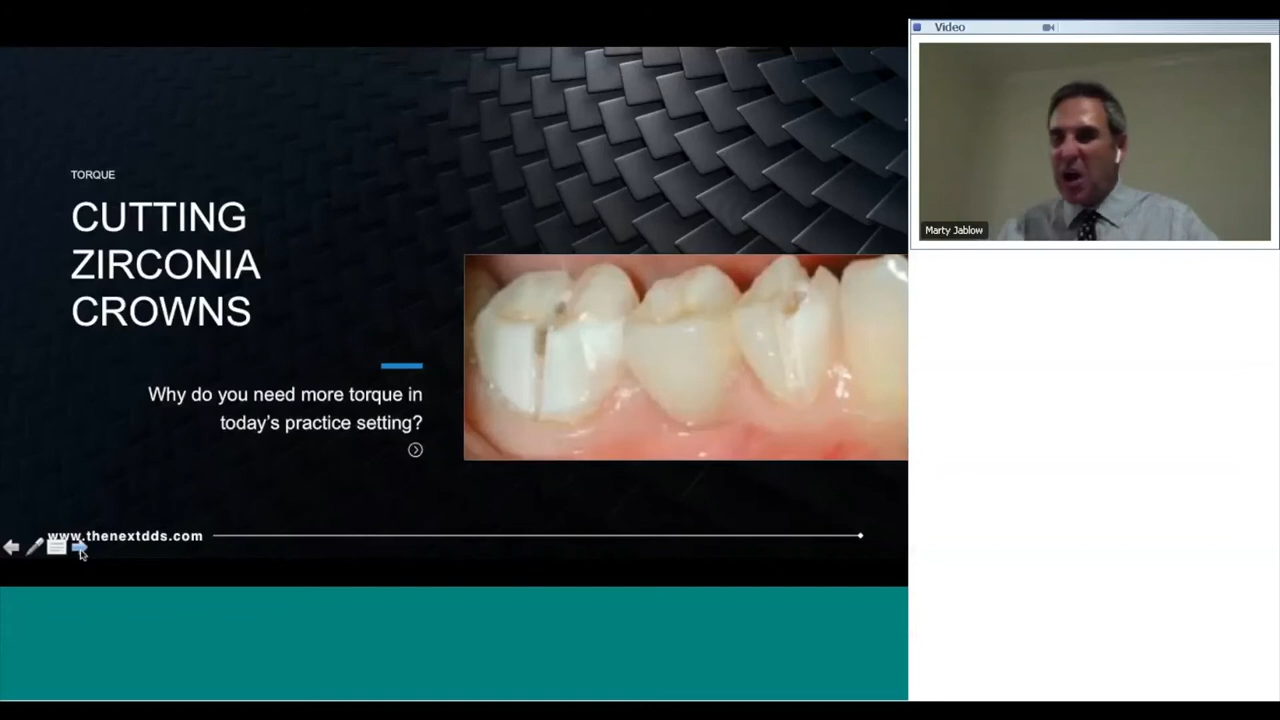 Video
TORQUE
CUTTING
ZIRCONIA
CROWNS
Why do you need more torque in
today's practice setting?
www.thenextdds.com
Marty Jablow